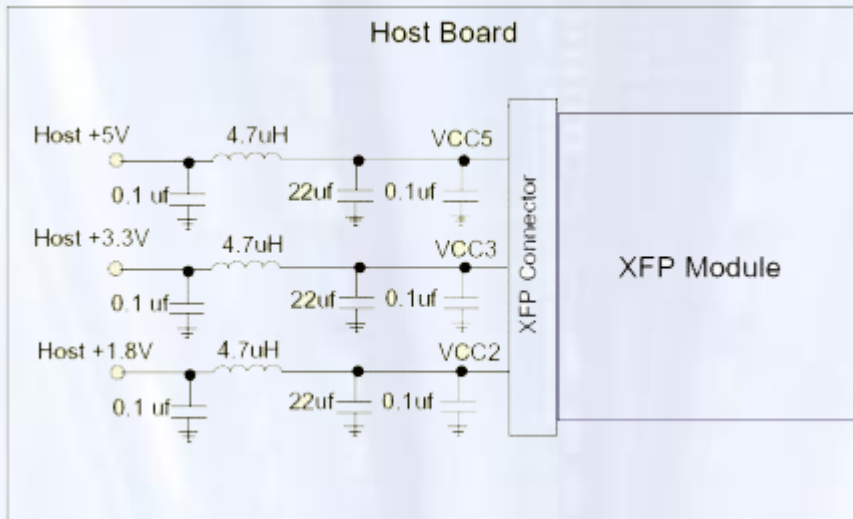 Host Board
Host +5V
4.7uH
VCC5
0.1 uf
22uf
0.1uf
Host +3.3V
4.7uH
VCC3
0.1 uf
22uf
0.1uf
Host +1.8V
4.7uH
VCC2
0.1 uf
22uf
0.1uf
XFP Connector
XFP Module